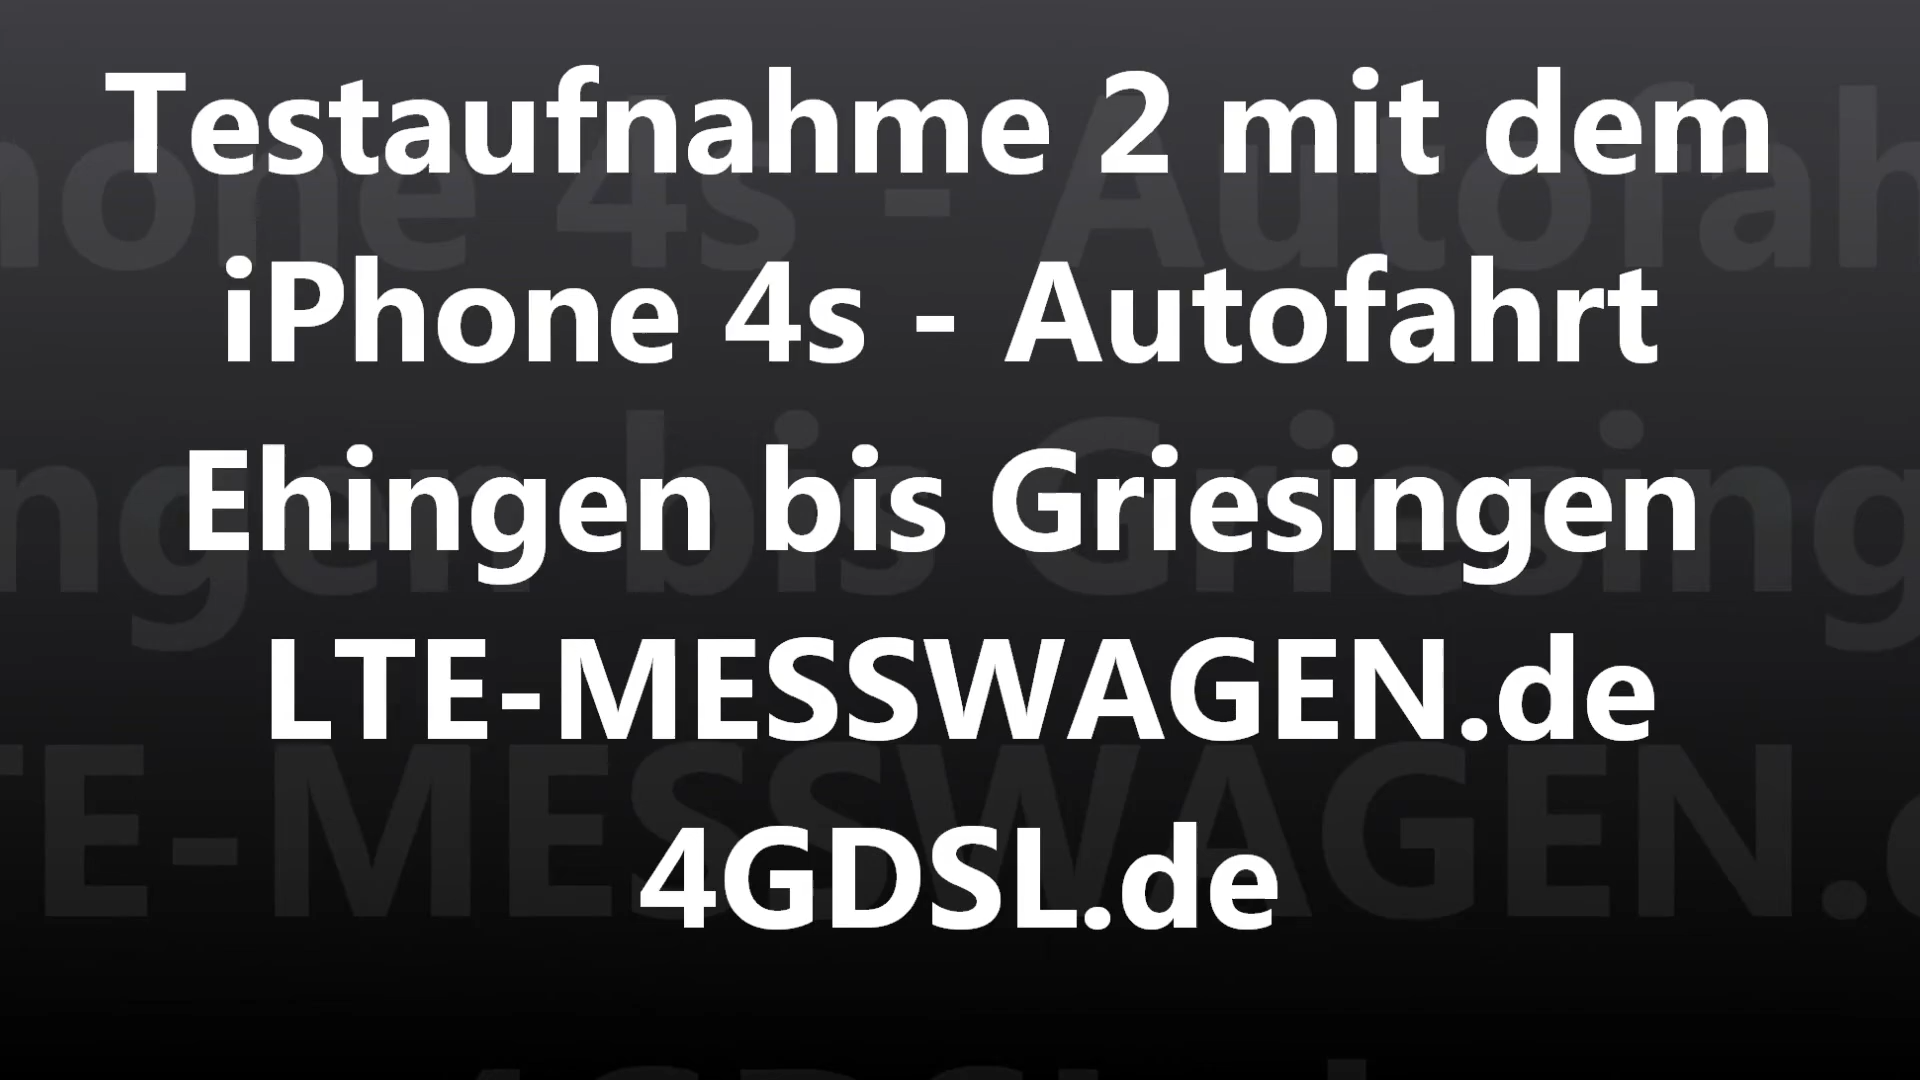 Testaufnahme 2 mit dem
iPhone 4s - Autofahrt
Ehingen bis Griesingen
LTE-MESSWAGEN.de
4GDSL.de